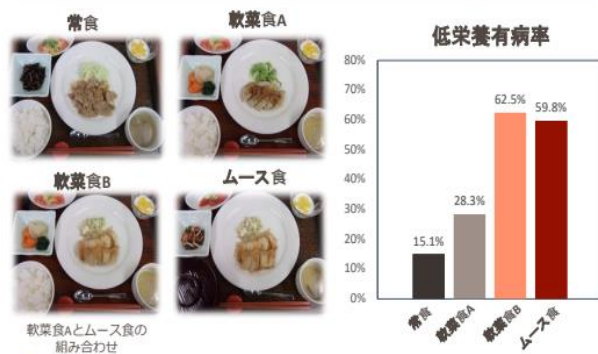 常食
軟菜食A
軟菜食B
ムース食
軟菜食Aとムース食の
組み合わせ
低栄養有病率
80%
70%
60%
50%
40%
30%
20%
10%
0%
15.1%
28.3%
62.5%
59.8%
常食
軟菜食A
軟菜食B
ムース食